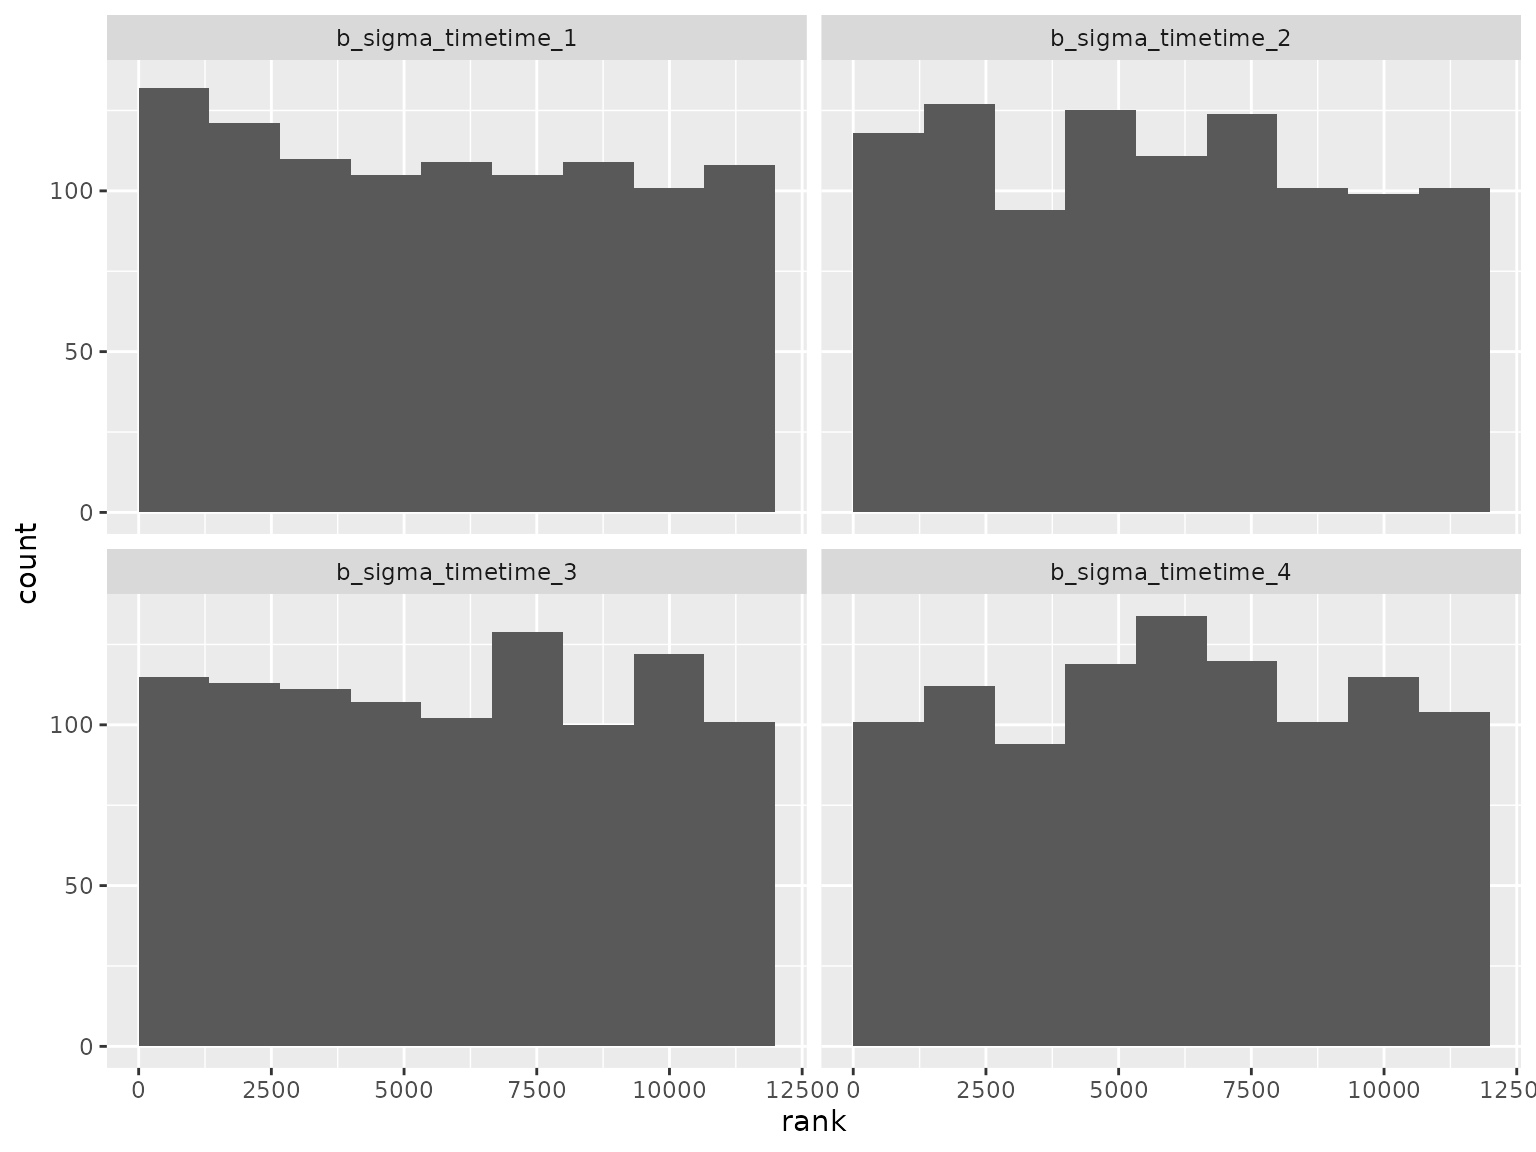 b_sigma_timetime_1
b_sigma_timetime_2
100
50
0
b_sigma_timetime_3
b_sigma_timetime_4
100
50
0
0 2500 5000 7500 10000 12500
0 2500 5000 7500 10000 1250
rank
count